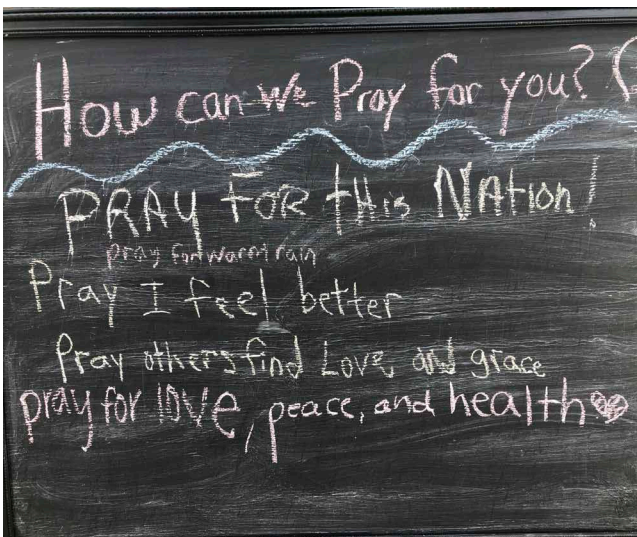 How can We Pray for you?
PRAY FOR this NATion!
pray for warm rain
Pray I feel better
Pray others find Love and grace
pray for love, peace, and health